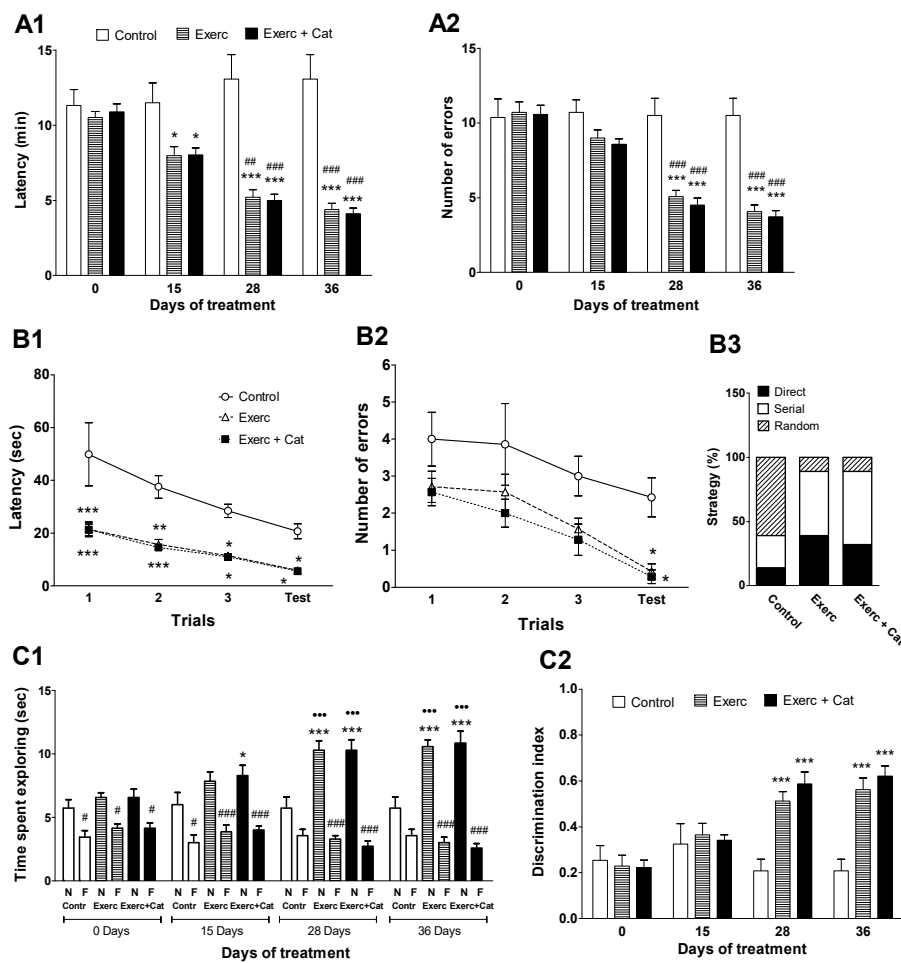 A1
Control Exerc Exerc + Cat
Latency (min)
15
10
5
0
* *
## ###
*** ***
### ###
*** ***
0 15 28 36
Days of treatment
A2
Number of errors
15
10
5
0
### ###
*** ***
### ###
*** ***
0 15 28 36
Days of treatment
B1
Latency (sec)
80
60
40
20
0
Control
Exerc
Exerc + Cat
*** ** * *
*** *** * *
1 2 3 Test
Trials
B2
Number of errors
6
5
4
3
2
1
0
*
*
1 2 3 Test
Trials
B3
Direct
Serial
Random
Strategy (%)
150
100
50
0
Control Exerc Exerc + Cat
C1
Time spent exploring (sec)
15
10
5
0
# # #
# ### * ###
••• *** ### ••• *** ###
••• *** ### ••• *** ###
N F N F N F N F N F N F N F N F N F N F N F N F
Contr Exerc Exerc+Cat Contr Exerc Exerc+Cat Contr Exerc Exerc+Cat Contr Exerc Exerc+Cat
0 Days 15 Days 28 Days 36 Days
Days of treatment
C2
Control Exerc Exerc + Cat
Discrimination index
1.0
0.8
0.6
0.4
0.2
0.0
*** *** *** ***
0 15 28 36
Days of treatment